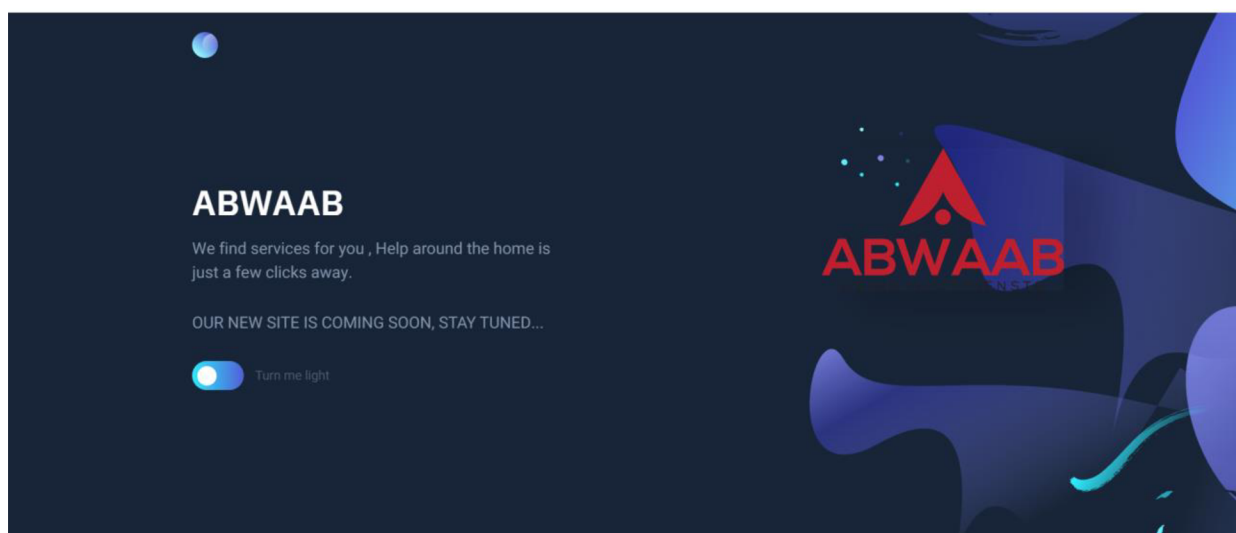 ABWAAB
We find services for you , Help around the home is
just a few clicks away.
OUR NEW SITE IS COMING SOON, STAY TUNED...
Turn me light
ABWAAB